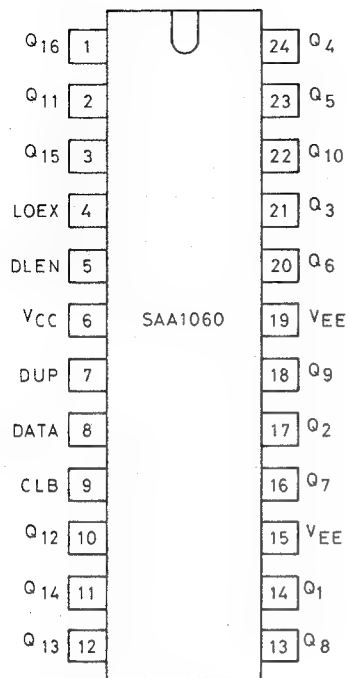 Q16 1 24 Q4
Q11 2 23 Q5
Q15 3 22 Q10
LOEX 4 21 Q3
DLEN 5 20 Q6
VCC 6 SAA1060 19 VEE
DUP 7 18 Q9
DATA 8 17 Q2
CLB 9 16 Q7
Q12 10 15 VEE
Q14 11 14 Q1
Q13 12 13 Q8